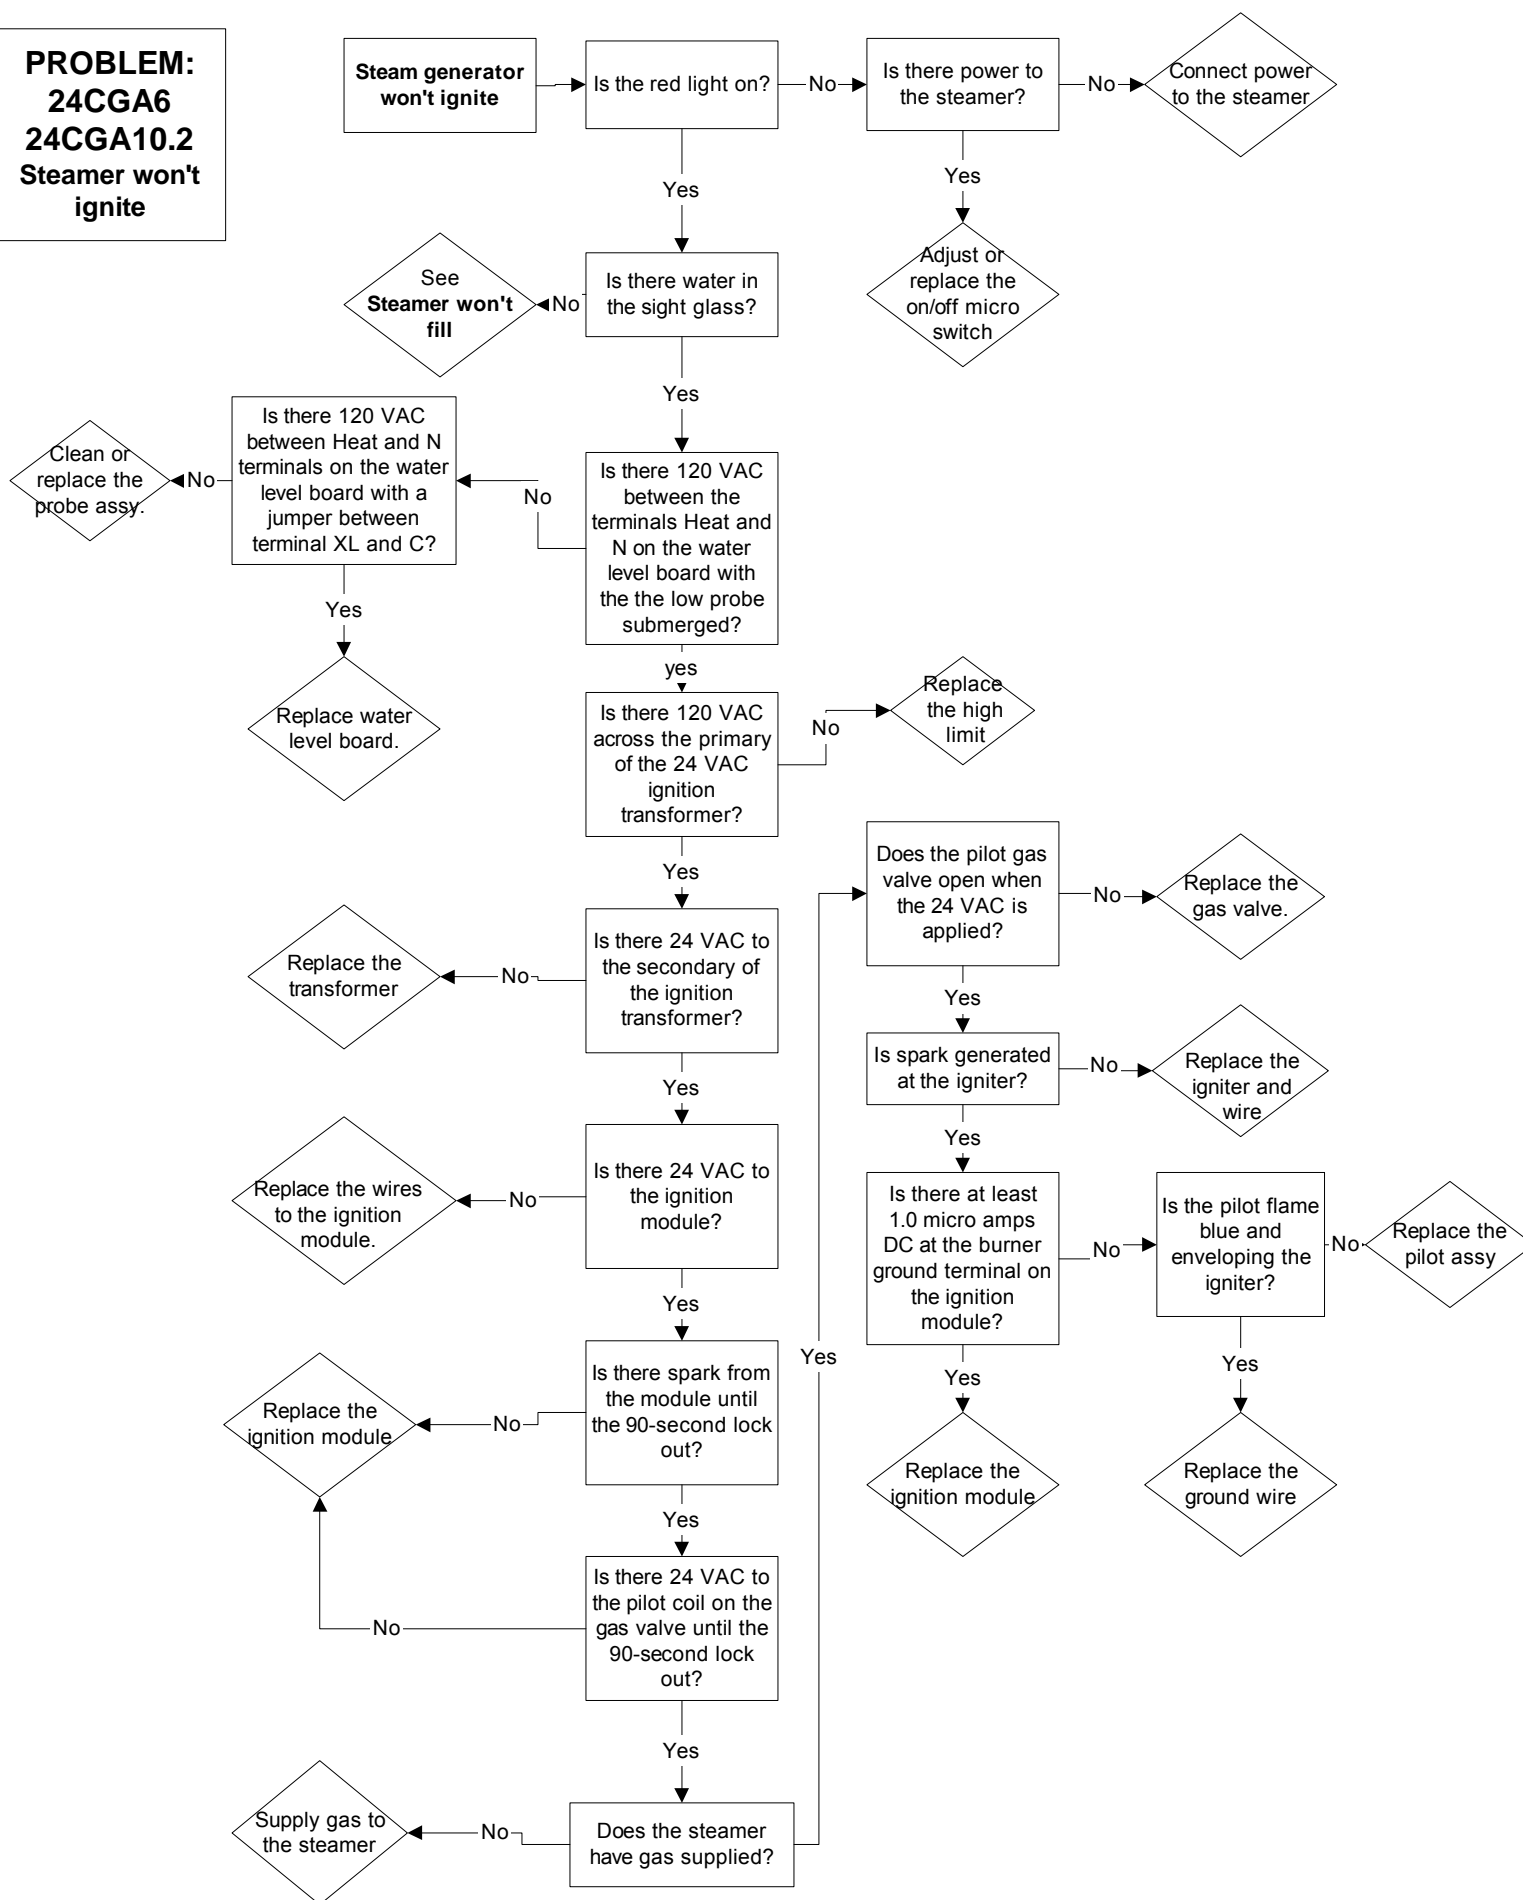 PROBLEM:
24CGA6
24CGA10.2
Steamer won't
ignite
Steam generator
won't ignite
Is the red light on?
No
Is there power to
the steamer?
No
Connect power
to the steamer
Yes
Yes
Adjust or
replace the
on/off micro
switch
See
Steamer won't
fill
No
Is there water in
the sight glass?
Yes
Clean or
replace the
probe assy.
No
Is there 120 VAC
between Heat and N
terminals on the water
level board with a
jumper between
terminal XL and C?
No
Is there 120 VAC
between the
terminals Heat and
N on the water
level board with
the the low probe
submerged?
Yes
Replace water
level board.
yes
Is there 120 VAC
across the primary
of the 24 VAC
ignition
transformer?
No
Replace
the high
limit
Yes
Replace the
transformer
No
Is there 24 VAC to
the secondary of
the ignition
transformer?
Yes
Replace the wires
to the ignition
module.
No
Is there 24 VAC to
the ignition
module?
Yes
Replace the
ignition module
No
Is there spark from
the module until
the 90-second lock
out?
Yes
No
Is there 24 VAC to
the pilot coil on the
gas valve until the
90-second lock
out?
Yes
Supply gas to
the steamer
No
Does the steamer
have gas supplied?
Yes
Does the pilot gas
valve open when
the 24 VAC is
applied?
No
Replace the
gas valve.
Yes
Is spark generated
at the igniter?
No
Replace the
igniter and
wire
Yes
Is there at least
1.0 micro amps
DC at the burner
ground terminal on
the ignition
module?
No
Is the pilot flame
blue and
enveloping the
igniter?
No
Replace the
pilot assy
Yes
Replace the
ignition module
Yes
Replace the
ground wire